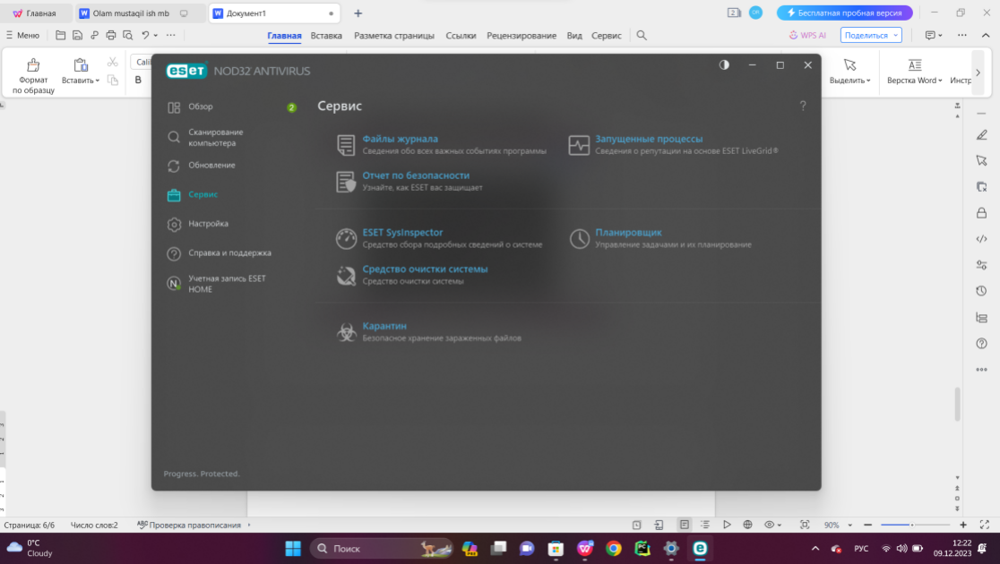 Главная
Olam mustaqil ish mb
Документ1
Бесплатная пробная версия
Меню
Главная Вставка Разметка страницы Ссылки Рецензирование Вид Сервис
WPS AI
Поделиться
Формат
по образцу
Вставить
Cali
B
Выделить
Верстка Word
Инстр
eset NOD32 ANTIVIRUS
Обзор
2
Сканирование
компьютера
Обновление
Сервис
Настройка
Справка и поддержка
Учетная запись ESET
HOME
Progress. Protected.
Сервис
?
Файлы журнала
Сведения обо всех важных событиях программы
Запущенные процессы
Сведения о репутации на основе ESET LiveGrid®
Отчет по безопасности
Узнайте, как ESET вас защищает
ESET SysInspector
Средство сбора подробных сведений о системе
Планировщик
Управление задачами и их планирование
Средство очистки системы
Средство очистки системы
Карантин
Безопасное хранение зараженных файлов
Страница: 6/6 Число слов:2 Проверка правописания
90%
0°C
Cloudy
Поиск
РУС
12:22
09.12.2023